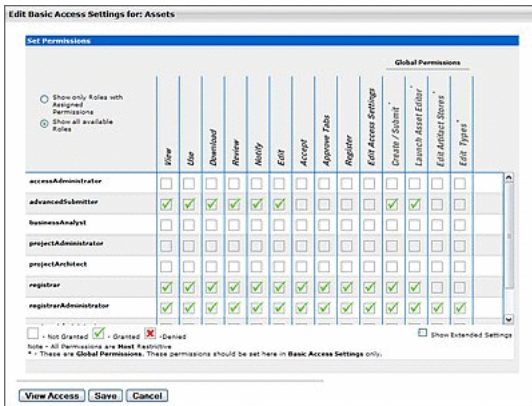 Edit Basic Access Settings for: Assets
Set Permissions
Global Permissions
Show only Roles with
Assigned
Permissions
Show all available
Roles
View
Use
Download
Review
Notify
Edit
Accept
Approve Tabs
Register
Edit Access Settings
Create / Submit *
Launch Asset Editor *
Edit Artifact Stores *
Edit Types *
accessAdministrator
advancedSubmitter
businessAnalyst
projectAdministrator
projectArchitect
registrar
registrarAdministrator
- Not Granted - Granted -Denied
Show Extended Settings
Note - All Permissions are Most Restrictive
* - These are Global Permissions. These permissions should be set here in Basic Access Settings only.
View Access Save Cancel